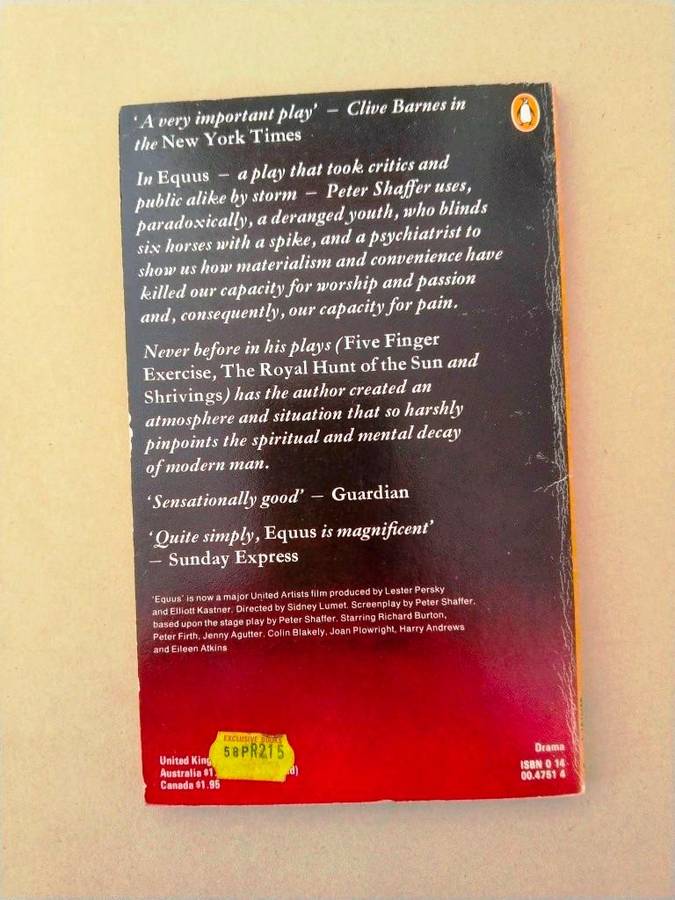 ‘A very important play’ – Clive Barnes in
the New York Times
In Equus – a play that took critics and
public alike by storm – Peter Shaffer uses,
paradoxically, a deranged youth, who blinds
six horses with a spike, and a psychiatrist to
show us how materialism and convenience have
killed our capacity for worship and passion
and, consequently, our capacity for pain.
Never before in his plays (Five Finger
Exercise, The Royal Hunt of the Sun and
Shrivings) has the author created an
atmosphere and situation that so harshly
pinpoints the spiritual and mental decay
of modern man.
‘Sensationally good’ – Guardian
‘Quite simply, Equus is magnificent’
– Sunday Express
‘Equus’ is now a major United Artists film produced by Lester Persky
and Elliott Kastner. Directed by Sidney Lumet. Screenplay by Peter Shaffer,
based upon the stage play by Peter Shaffer. Starring Richard Burton,
Peter Firth, Jenny Agutter, Colin Blakely, Joan Plowright, Harry Andrews
and Eileen Atkins
EXCLUSIVE BOOKS
58PR215
United
Australia
Canada $1.95
Drama
ISBN 0 14
00.4751 4